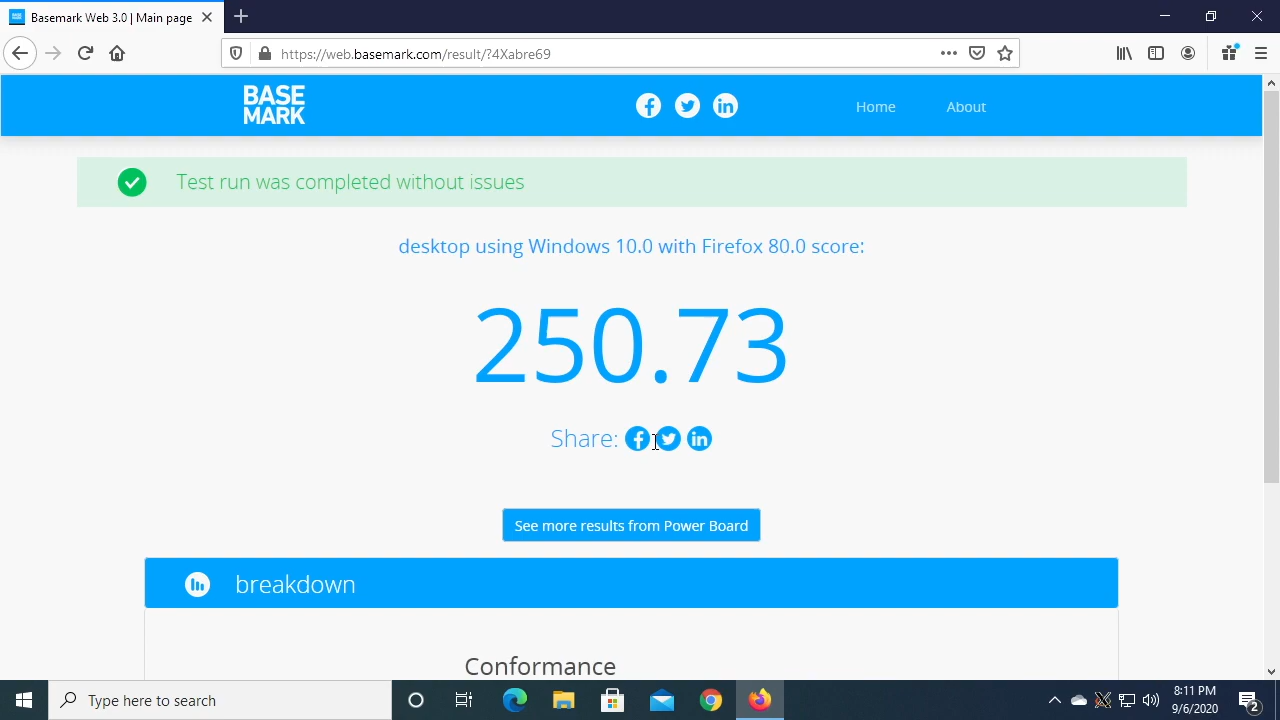 Basemark Web 3.0 | Main page
https://web.basemark.com/result/?4Xabre69
BASE
MARK
Home
About
Test run was completed without issues
desktop using Windows 10.0 with Firefox 80.0 score:
250.73
Share:
See more results from Power Board
breakdown
Conformance
Type here to search
8:11 PM
9/6/2020
2